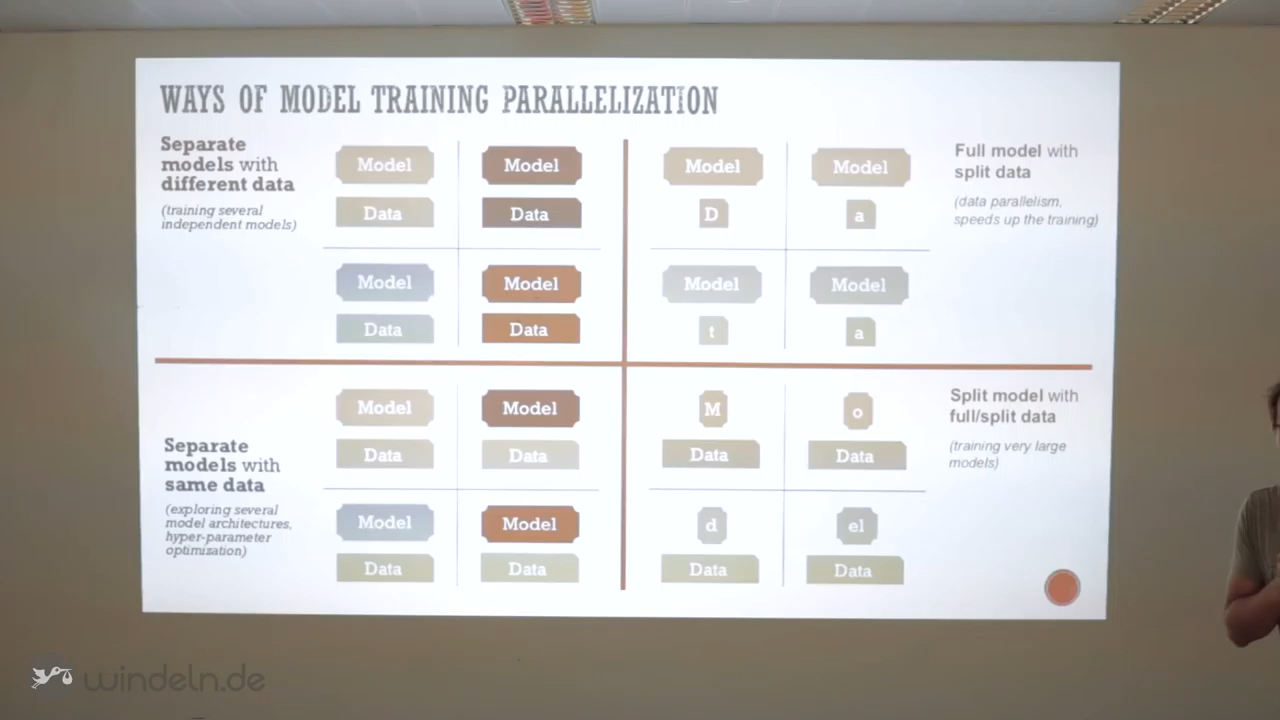 WAYS OF MODEL TRAINING PARALLELIZATION
Separate
models with
different data
(training several
independent models)
Model
Model
Data
Data
Model
Model
Data
Data
Model
Model
D
a
Model
Model
t
a
Full model with
split data
(data parallelism,
speeds up the training)
Separate
models with
same data
(exploring several
model architectures,
hyper-parameter
optimization)
Model
Model
Data
Data
Model
Model
Data
Data
M
o
Data
Data
d
el
Data
Data
Split model with
full/split data
(training very large
models)
windeln.de